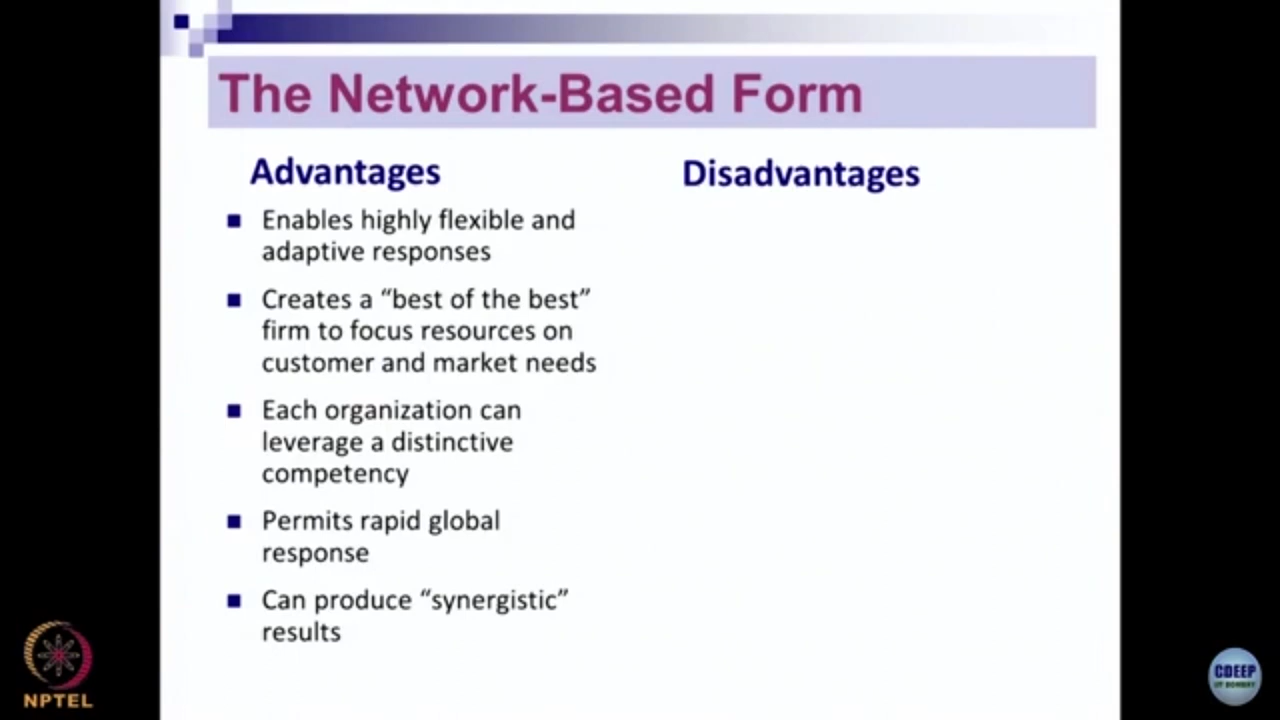 The Network-Based Form
Advantages
Enables highly flexible and
adaptive responses
Creates a “best of the best”
firm to focus resources on
customer and market needs
Each organization can
leverage a distinctive
competency
Permits rapid global
response
Can produce “synergistic”
results
Disadvantages
NPTEL
CDEEP
IIT BOMBAY